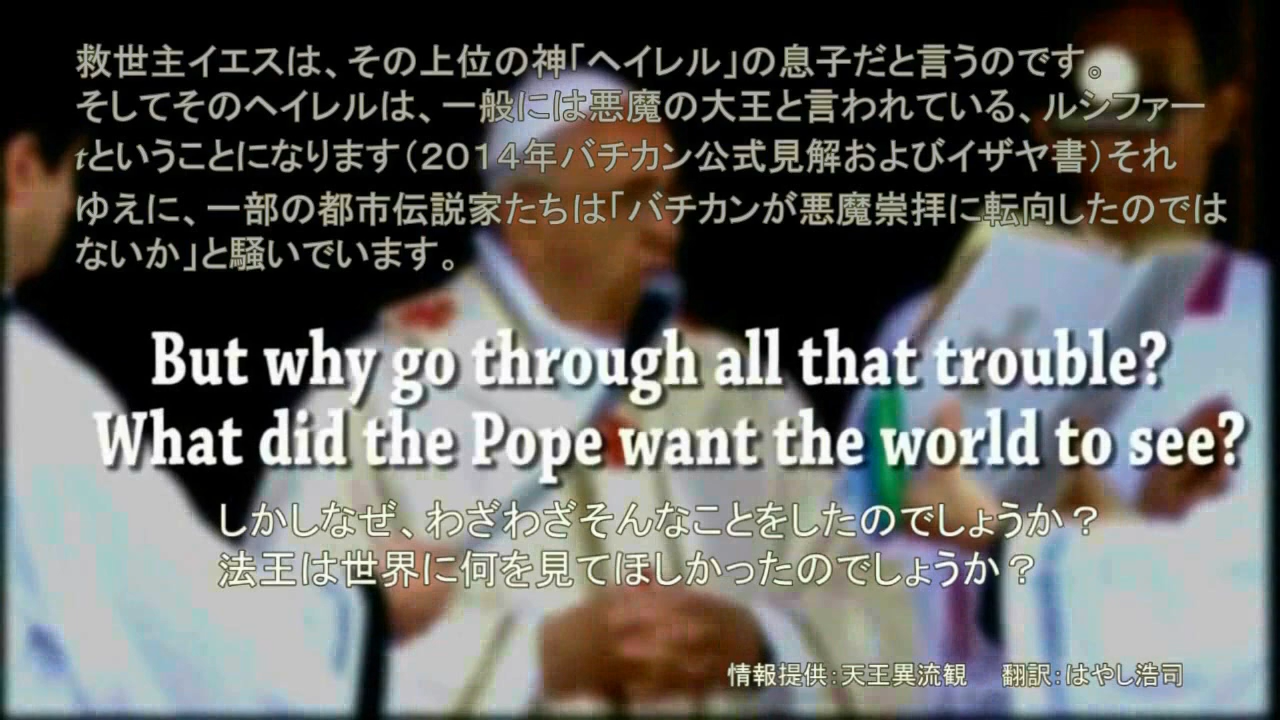 救世主イエスは、その上位の神「ヘイレル」の息子だと言うのです。
そしてそのヘイレルは、一般には悪魔の大王と言われている、ルシファー
tということになります（２０１４年バチカン公式見解およびイザヤ書）それ
ゆえに、一部の都市伝説家たちは「バチカンが悪魔崇拝に転向したのでは
ないか」と騒いでいます。
But why go through all that trouble?
What did the Pope want the world to see?
しかしなぜ、わざわざそんなことをしたのでしょうか？
法王は世界に何を見てほしかったのでしょうか？
情報提供：天王異流観　翻訳：はやし浩司